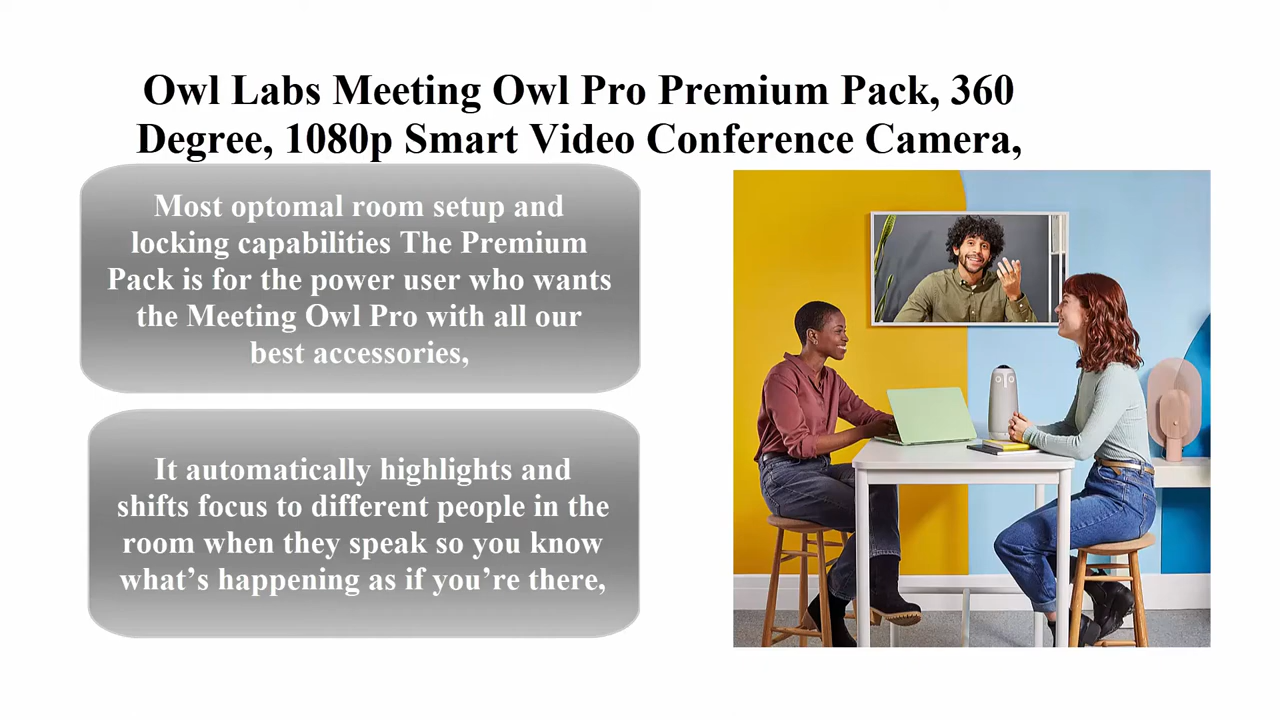 Owl Labs Meeting Owl Pro Premium Pack, 360
Degree, 1080p Smart Video Conference Camera,
Most optomal room setup and
locking capabilities The Premium
Pack is for the power user who wants
the Meeting Owl Pro with all our
best accessories,
It automatically highlights and
shifts focus to different people in the
room when they speak so you know
what’s happening as if you’re there,